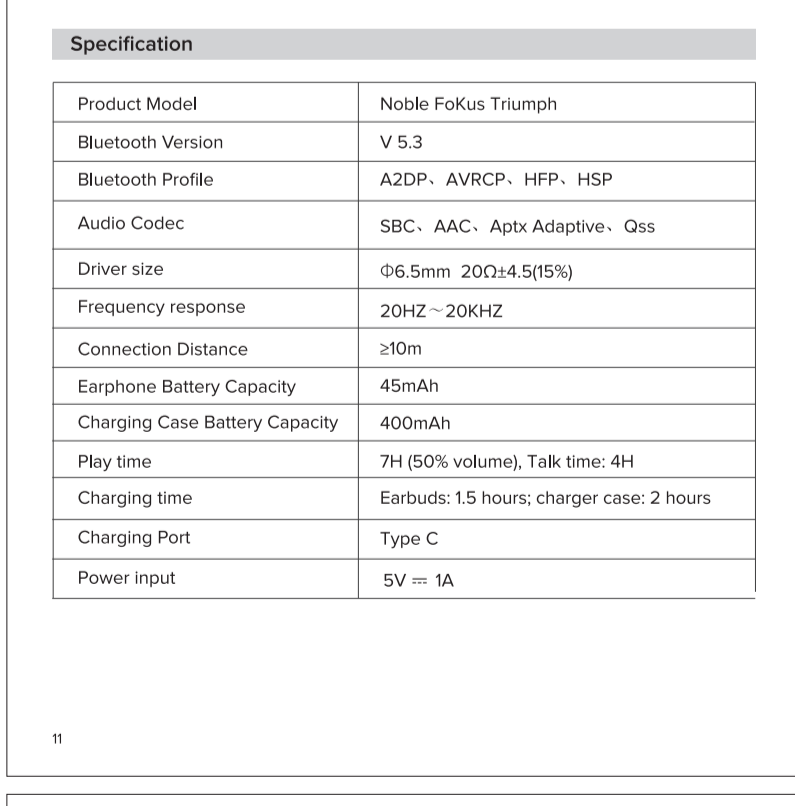 Specification
Product Model Noble FoKus Triumph
Bluetooth Version V 5.3
Bluetooth Profile A2DP、AVRCP、HFP、HSP
Audio Codec SBC、AAC、Aptx Adaptive、Qss
Driver size Φ6.5mm 20Ω±4.5(15%)
Frequency response 20HZ～20KHZ
Connection Distance ≥10m
Earphone Battery Capacity 45mAh
Charging Case Battery Capacity 400mAh
Play time 7H (50% volume), Talk time: 4H
Charging time Earbuds: 1.5 hours; charger case: 2 hours
Charging Port Type C
Power input 5V ⎓ 1A
11